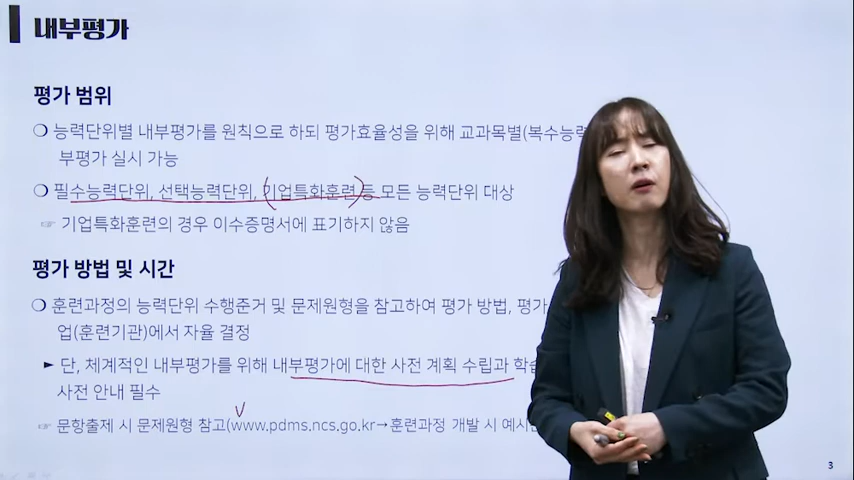 내부평가
평가 범위
○ 능력단위별 내부평가를 원칙으로 하되 평가효율성을 위해 교과목별(복수능력
부평가 실시 가능
○ 필수능력단위, 선택능력단위, 기업특화훈련 등 모든 능력단위 대상
☞ 기업특화훈련의 경우 이수증명서에 표기하지 않음
평가 방법 및 시간
○ 훈련과정의 능력단위 수행준거 및 문제원형을 참고하여 평가 방법, 평가
업(훈련기관)에서 자율 결정
► 단, 체계적인 내부평가를 위해 내부평가에 대한 사전 계획 수립과 학습
사전 안내 필수
☞ 문항출제 시 문제원형 참고(www.pdms.ncs.go.kr→훈련과정 개발 시 예시
3